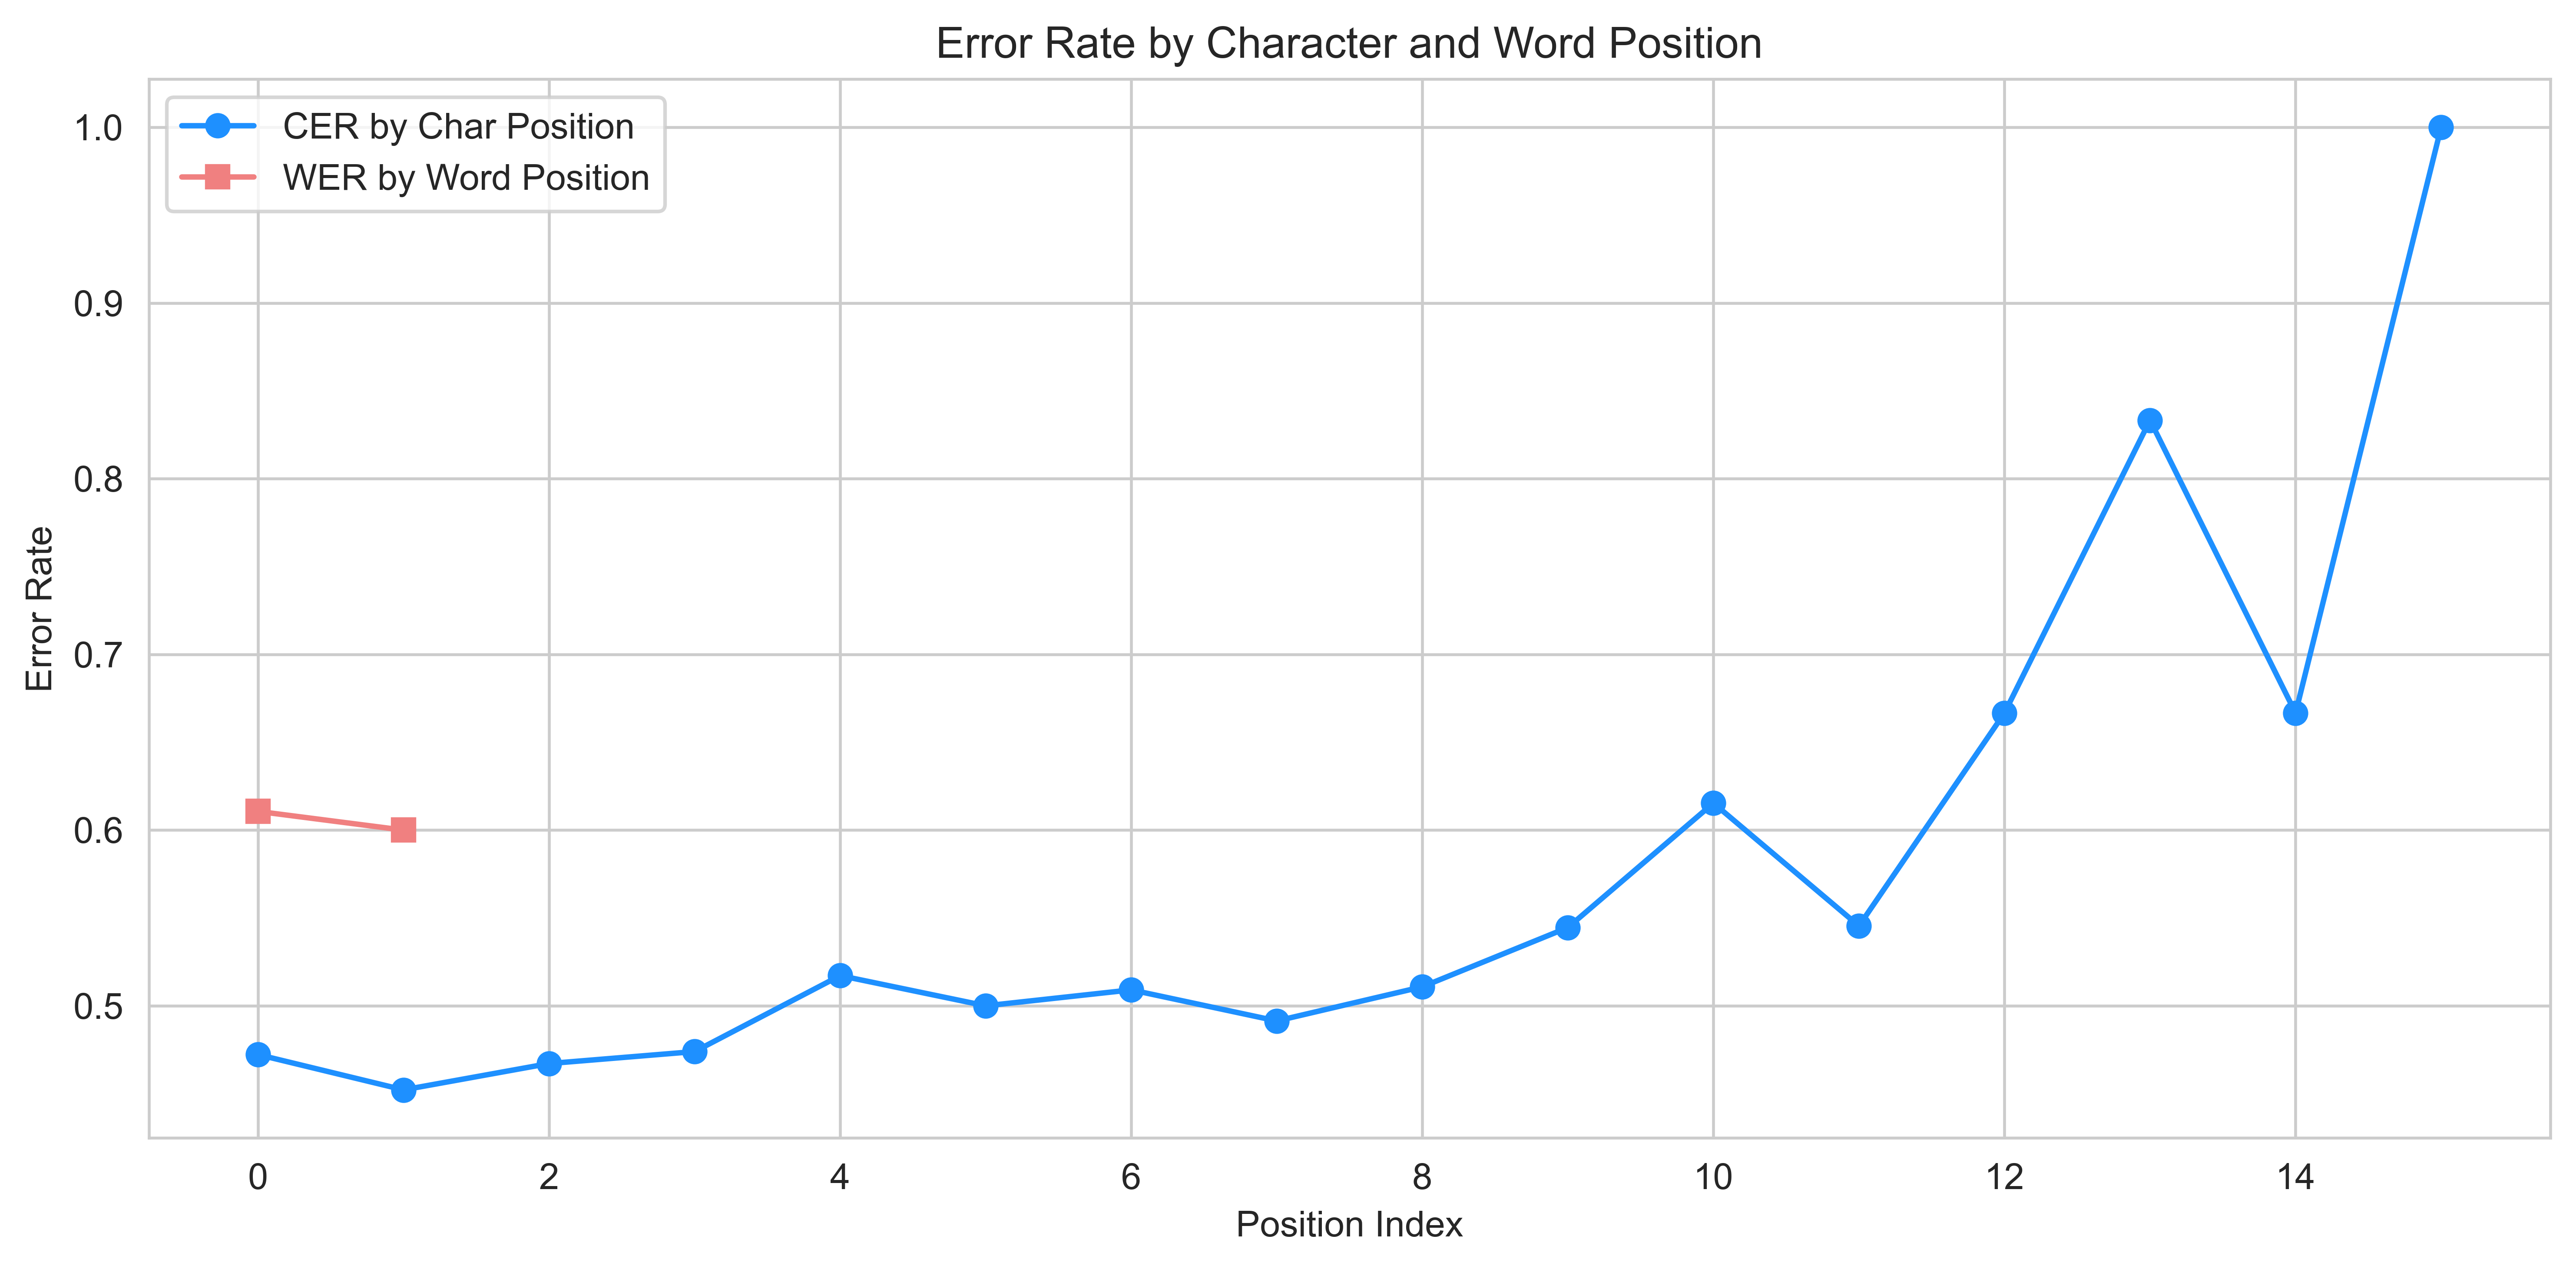 Error Rate by Character and Word Position
CER by Char Position
WER by Word Position
1.0
0.9
0.8
0.7
0.6
0.5
Error Rate
0 2 4 6 8 10 12 14
Position Index